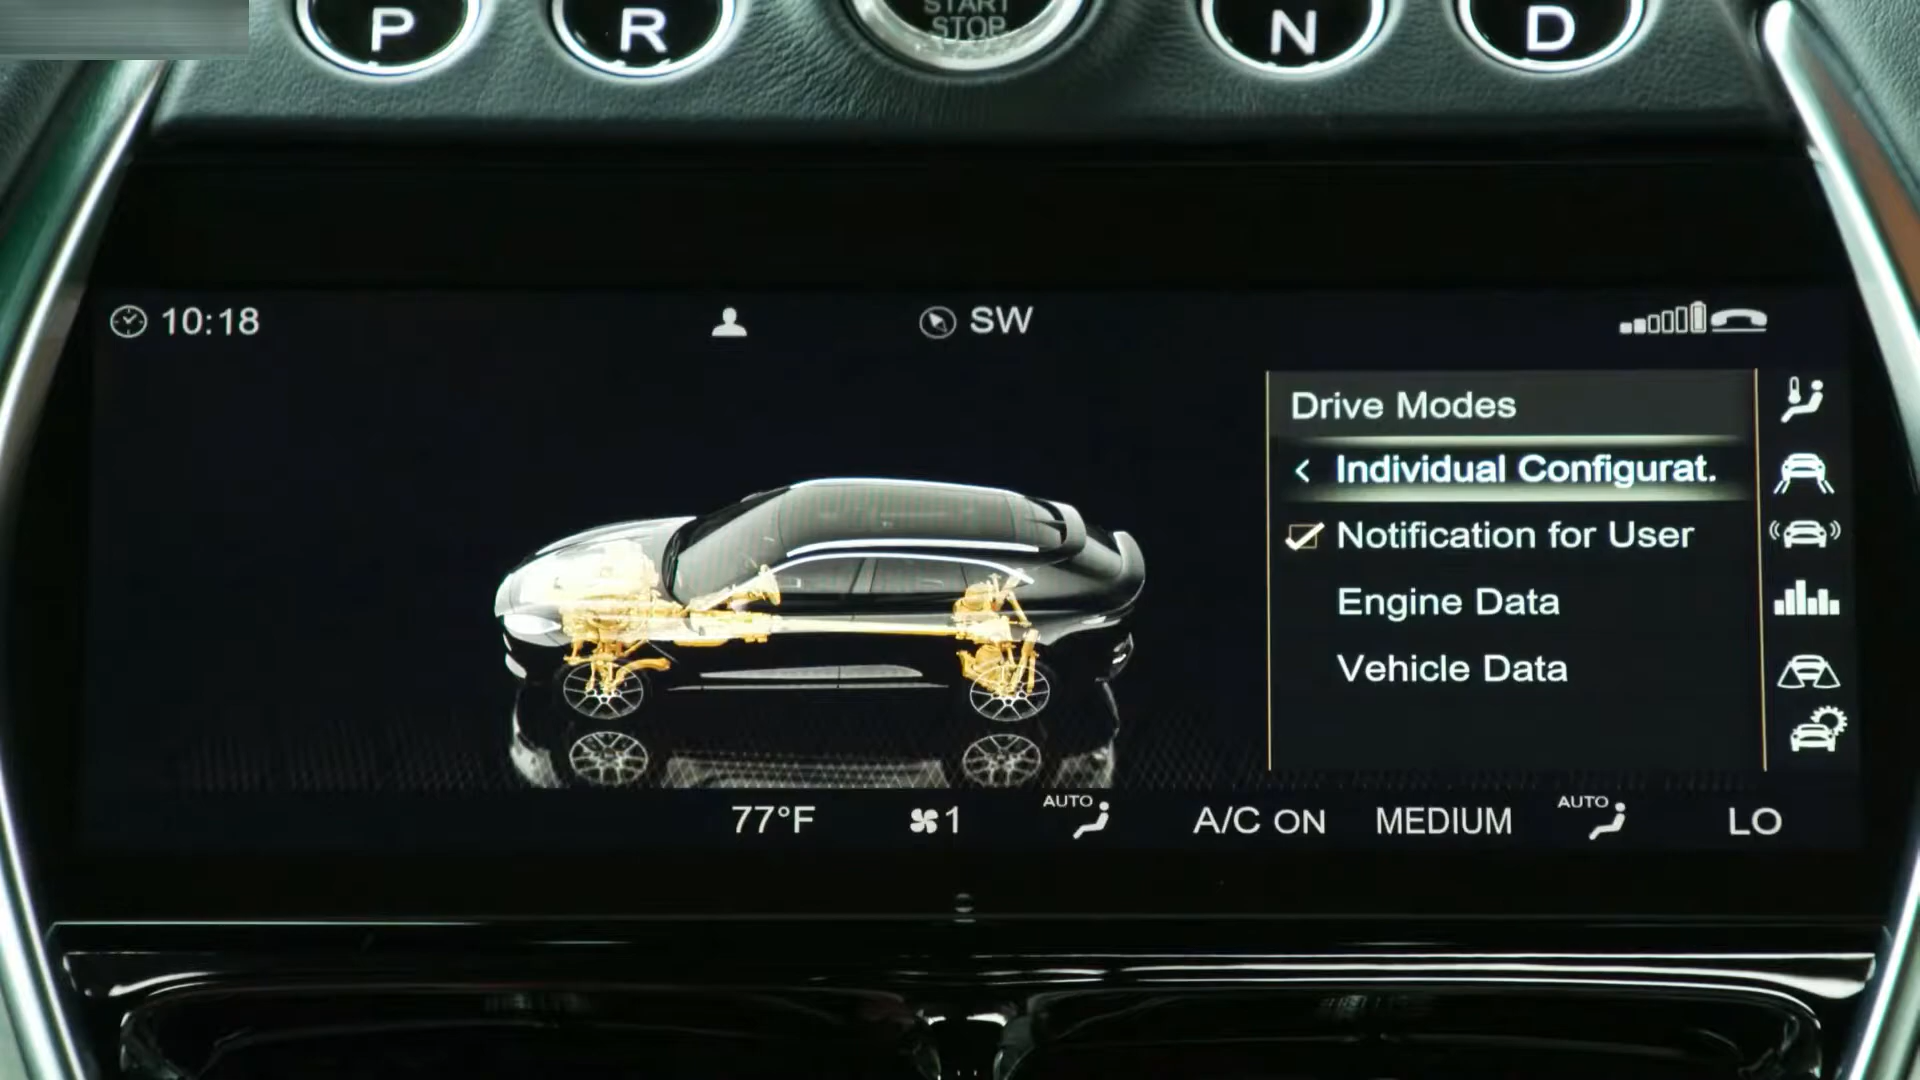 P R START STOP N D
10:18 SW
Drive Modes
< Individual Configurat.
Notification for User
Engine Data
Vehicle Data
77°F 1 AUTO A/C ON MEDIUM AUTO LO